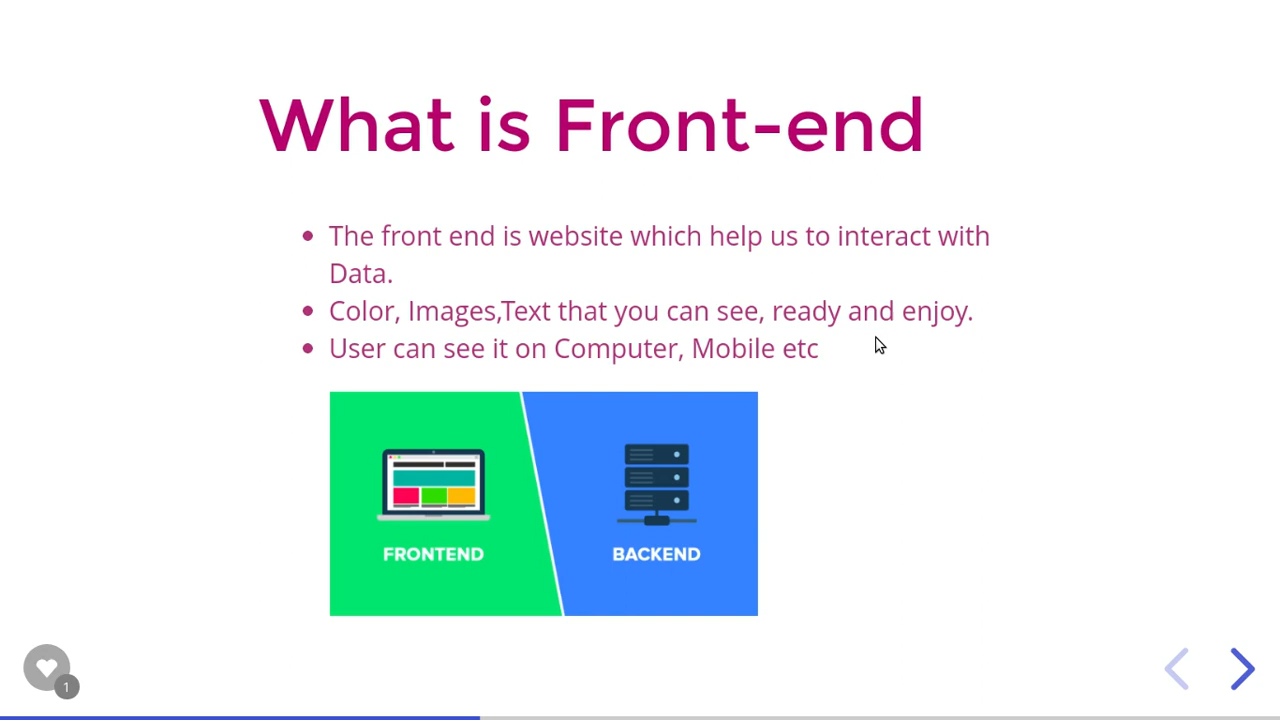 What is Front-end
The front end is website which help us to interact with
Data.
Color, Images,Text that you can see, ready and enjoy.
User can see it on Computer, Mobile etc
FRONTEND
BACKEND
1